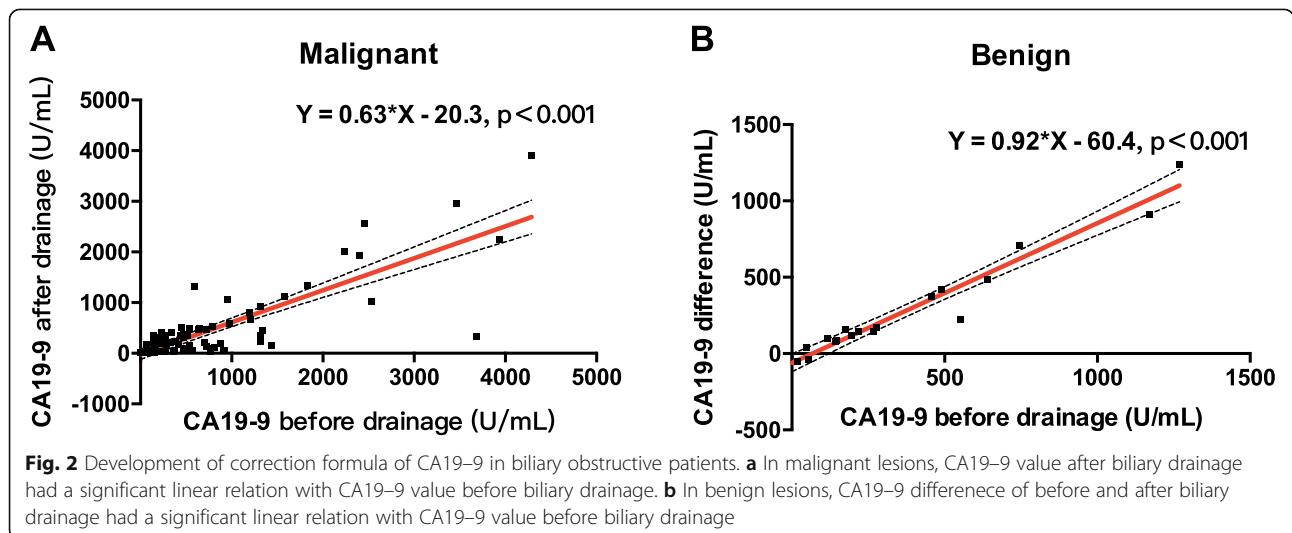 A
Malignant
Y = 0.63*X - 20.3, p<0.001
CA19-9 after drainage (U/mL)
5000
4000
3000
2000
1000
0
-1000
1000 2000 3000 4000 5000
CA19-9 before drainage (U/mL)
B
Benign
Y = 0.92*X - 60.4, p<0.001
CA19-9 difference (U/mL)
1500
1000
500
0
-500
500 1000 1500
CA19-9 before drainage (U/mL)
Fig. 2 Development of correction formula of CA19–9 in biliary obstructive patients. a In malignant lesions, CA19–9 value after biliary drainage
had a significant linear relation with CA19–9 value before biliary drainage. b In benign lesions, CA19–9 differenece of before and after biliary
drainage had a significant linear relation with CA19–9 value before biliary drainage